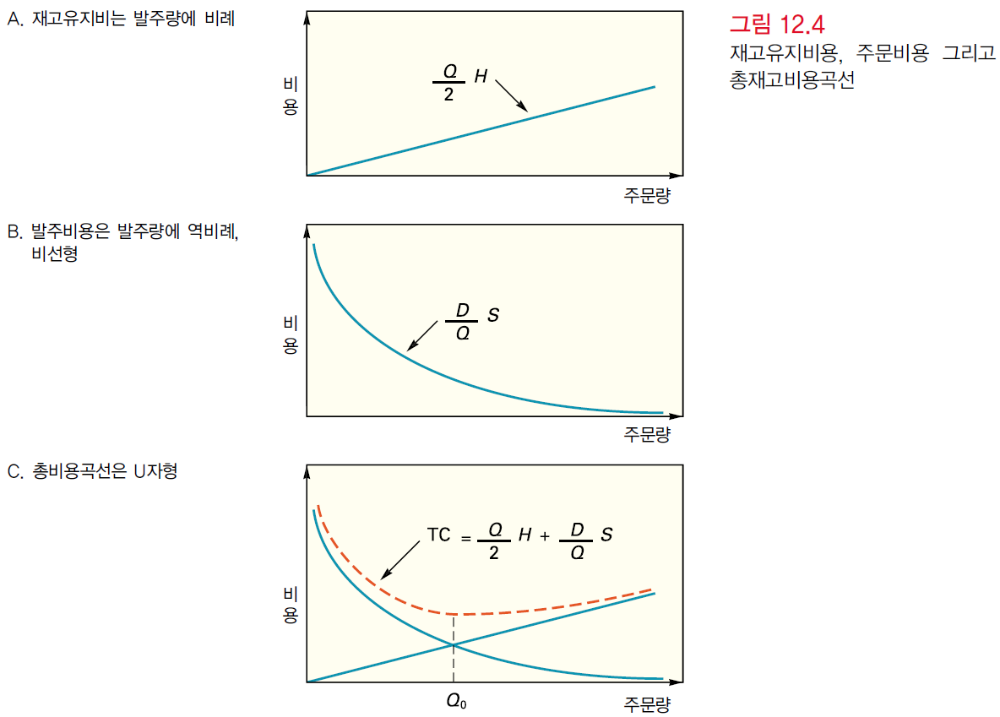 A. 재고유지비는 발주량에 비례
그림 12.4
재고유지비용, 주문비용 그리고
총재고비용곡선
비
용
Q
2
H
주문량
B. 발주비용은 발주량에 역비례,
비선형
비
용
D
Q
S
주문량
C. 총비용곡선은 U자형
비
용
TC = Q/2 H + D/Q S
Q₀
주문량